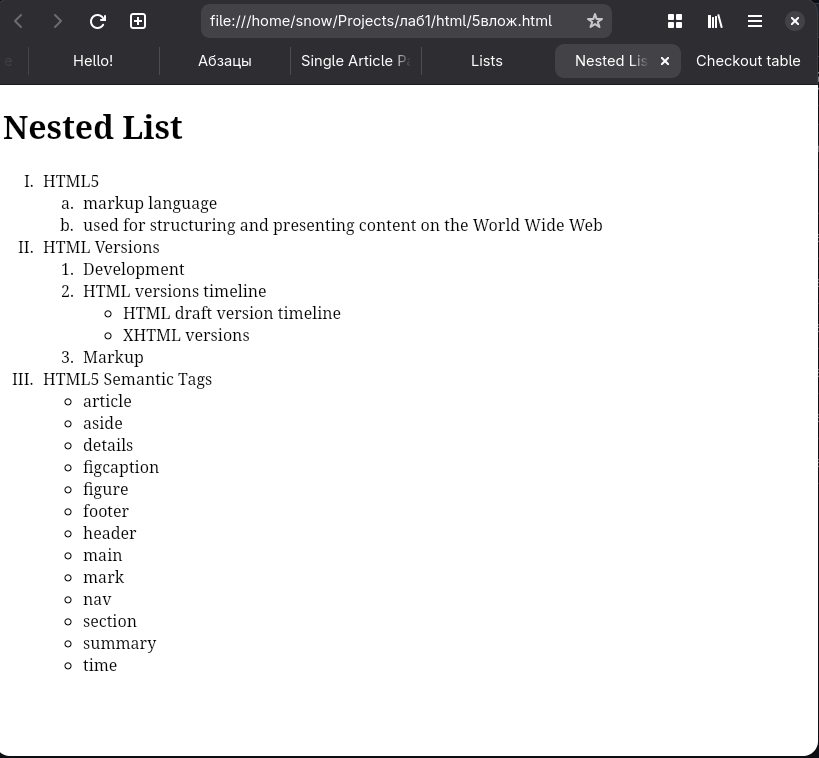 file:///home/snow/Projects/лаб1/html/5влож.html
Hello! Абзацы Single Article Lists Nested Checkout table
Nested List
I. HTML5
a. markup language
b. used for structuring and presenting content on the World Wide Web
II. HTML Versions
1. Development
2. HTML versions timeline
HTML draft version timeline
XHTML versions
3. Markup
III. HTML5 Semantic Tags
article
aside
details
figcaption
figure
footer
header
main
mark
nav
section
summary
time